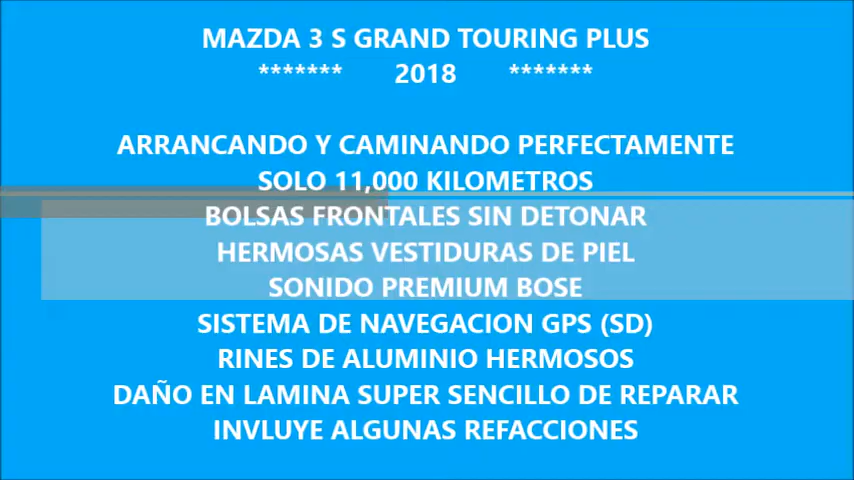 MAZDA 3 S GRAND TOURING PLUS
******* 2018 *******
ARRANCANDO Y CAMINANDO PERFECTAMENTE
SOLO 11,000 KILOMETROS
BOLSAS FRONTALES SIN DETONAR
HERMOSAS VESTIDURAS DE PIEL
SONIDO PREMIUM BOSE
SISTEMA DE NAVEGACION GPS (SD)
RINES DE ALUMINIO HERMOSOS
DAÑO EN LAMINA SUPER SENCILLO DE REPARAR
INVLUYE ALGUNAS REFACCIONES